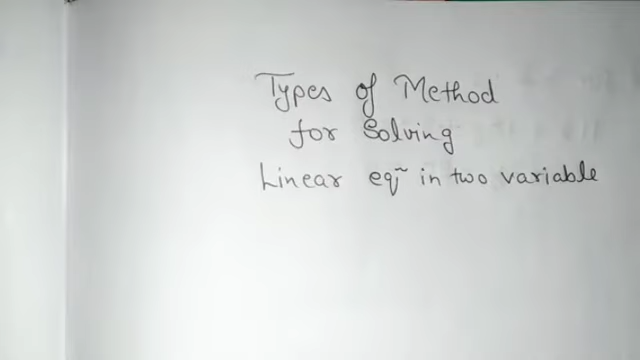 Types of Method
for Solving
Linear eq~ in two variable